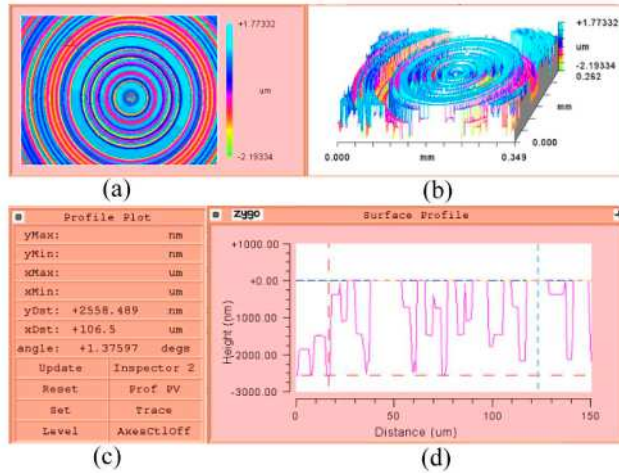 +1.77332
um
-2.19334
(a)
+1.77332
um
-2.19334
0.262
mm
0.000
0.000
mm
0.349
(b)
Profile Plot
yMax: nm
yMin: nm
xMax: um
xMin: um
yDst: +2558.489 nm
xDst: +106.5 um
angle: +1.37597 degs
Update Inspector 2
Reset Prof PV
Set Trace
Level AxesCtlOff
(c)
zygo Surface Profile
+1000.00
+0.00
-1000.00
-2000.00
-3000.00
Height (nm)
0 50 100 150
Distance (um)
(d)